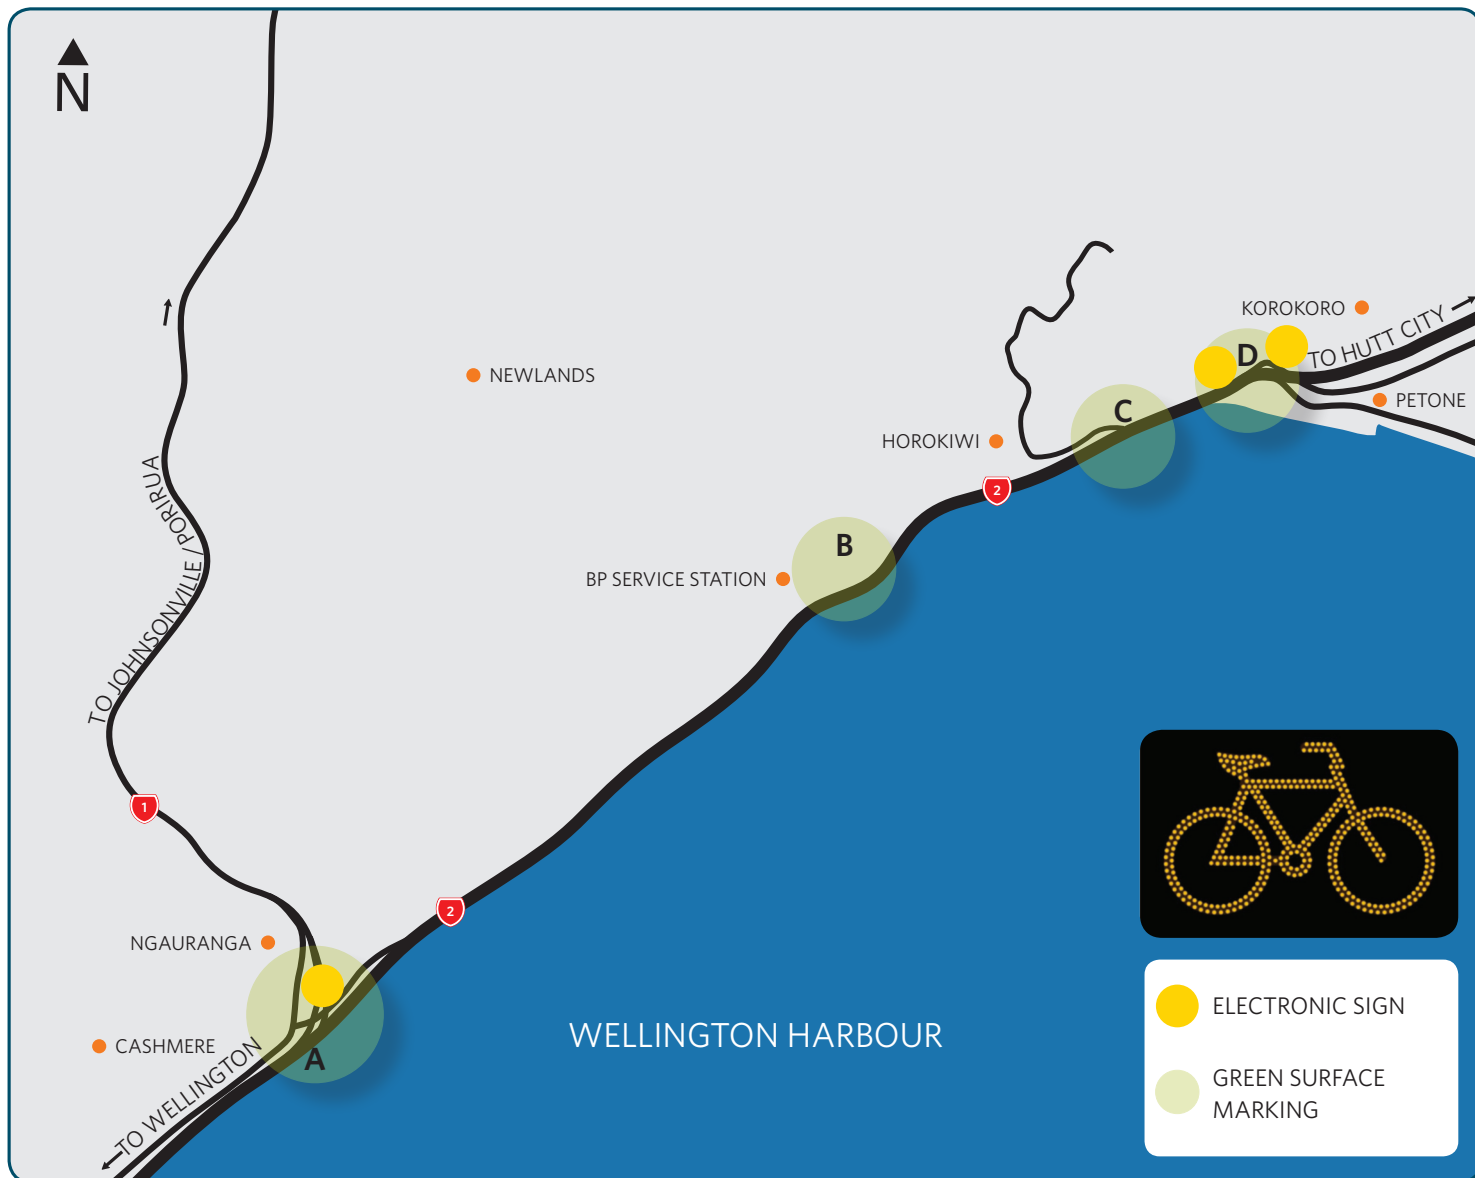 N
KOROKORO
TO HUTT CITY
D
NEWLANDS
PETONE
C
HOROKIWI
2
TO JOHNSONVILLE / PORIRUA
B
BP SERVICE STATION
1
2
NGAURANGA
CASHMERE
A
TO WELLINGTON
WELLINGTON HARBOUR
ELECTRONIC SIGN
GREEN SURFACE
MARKING